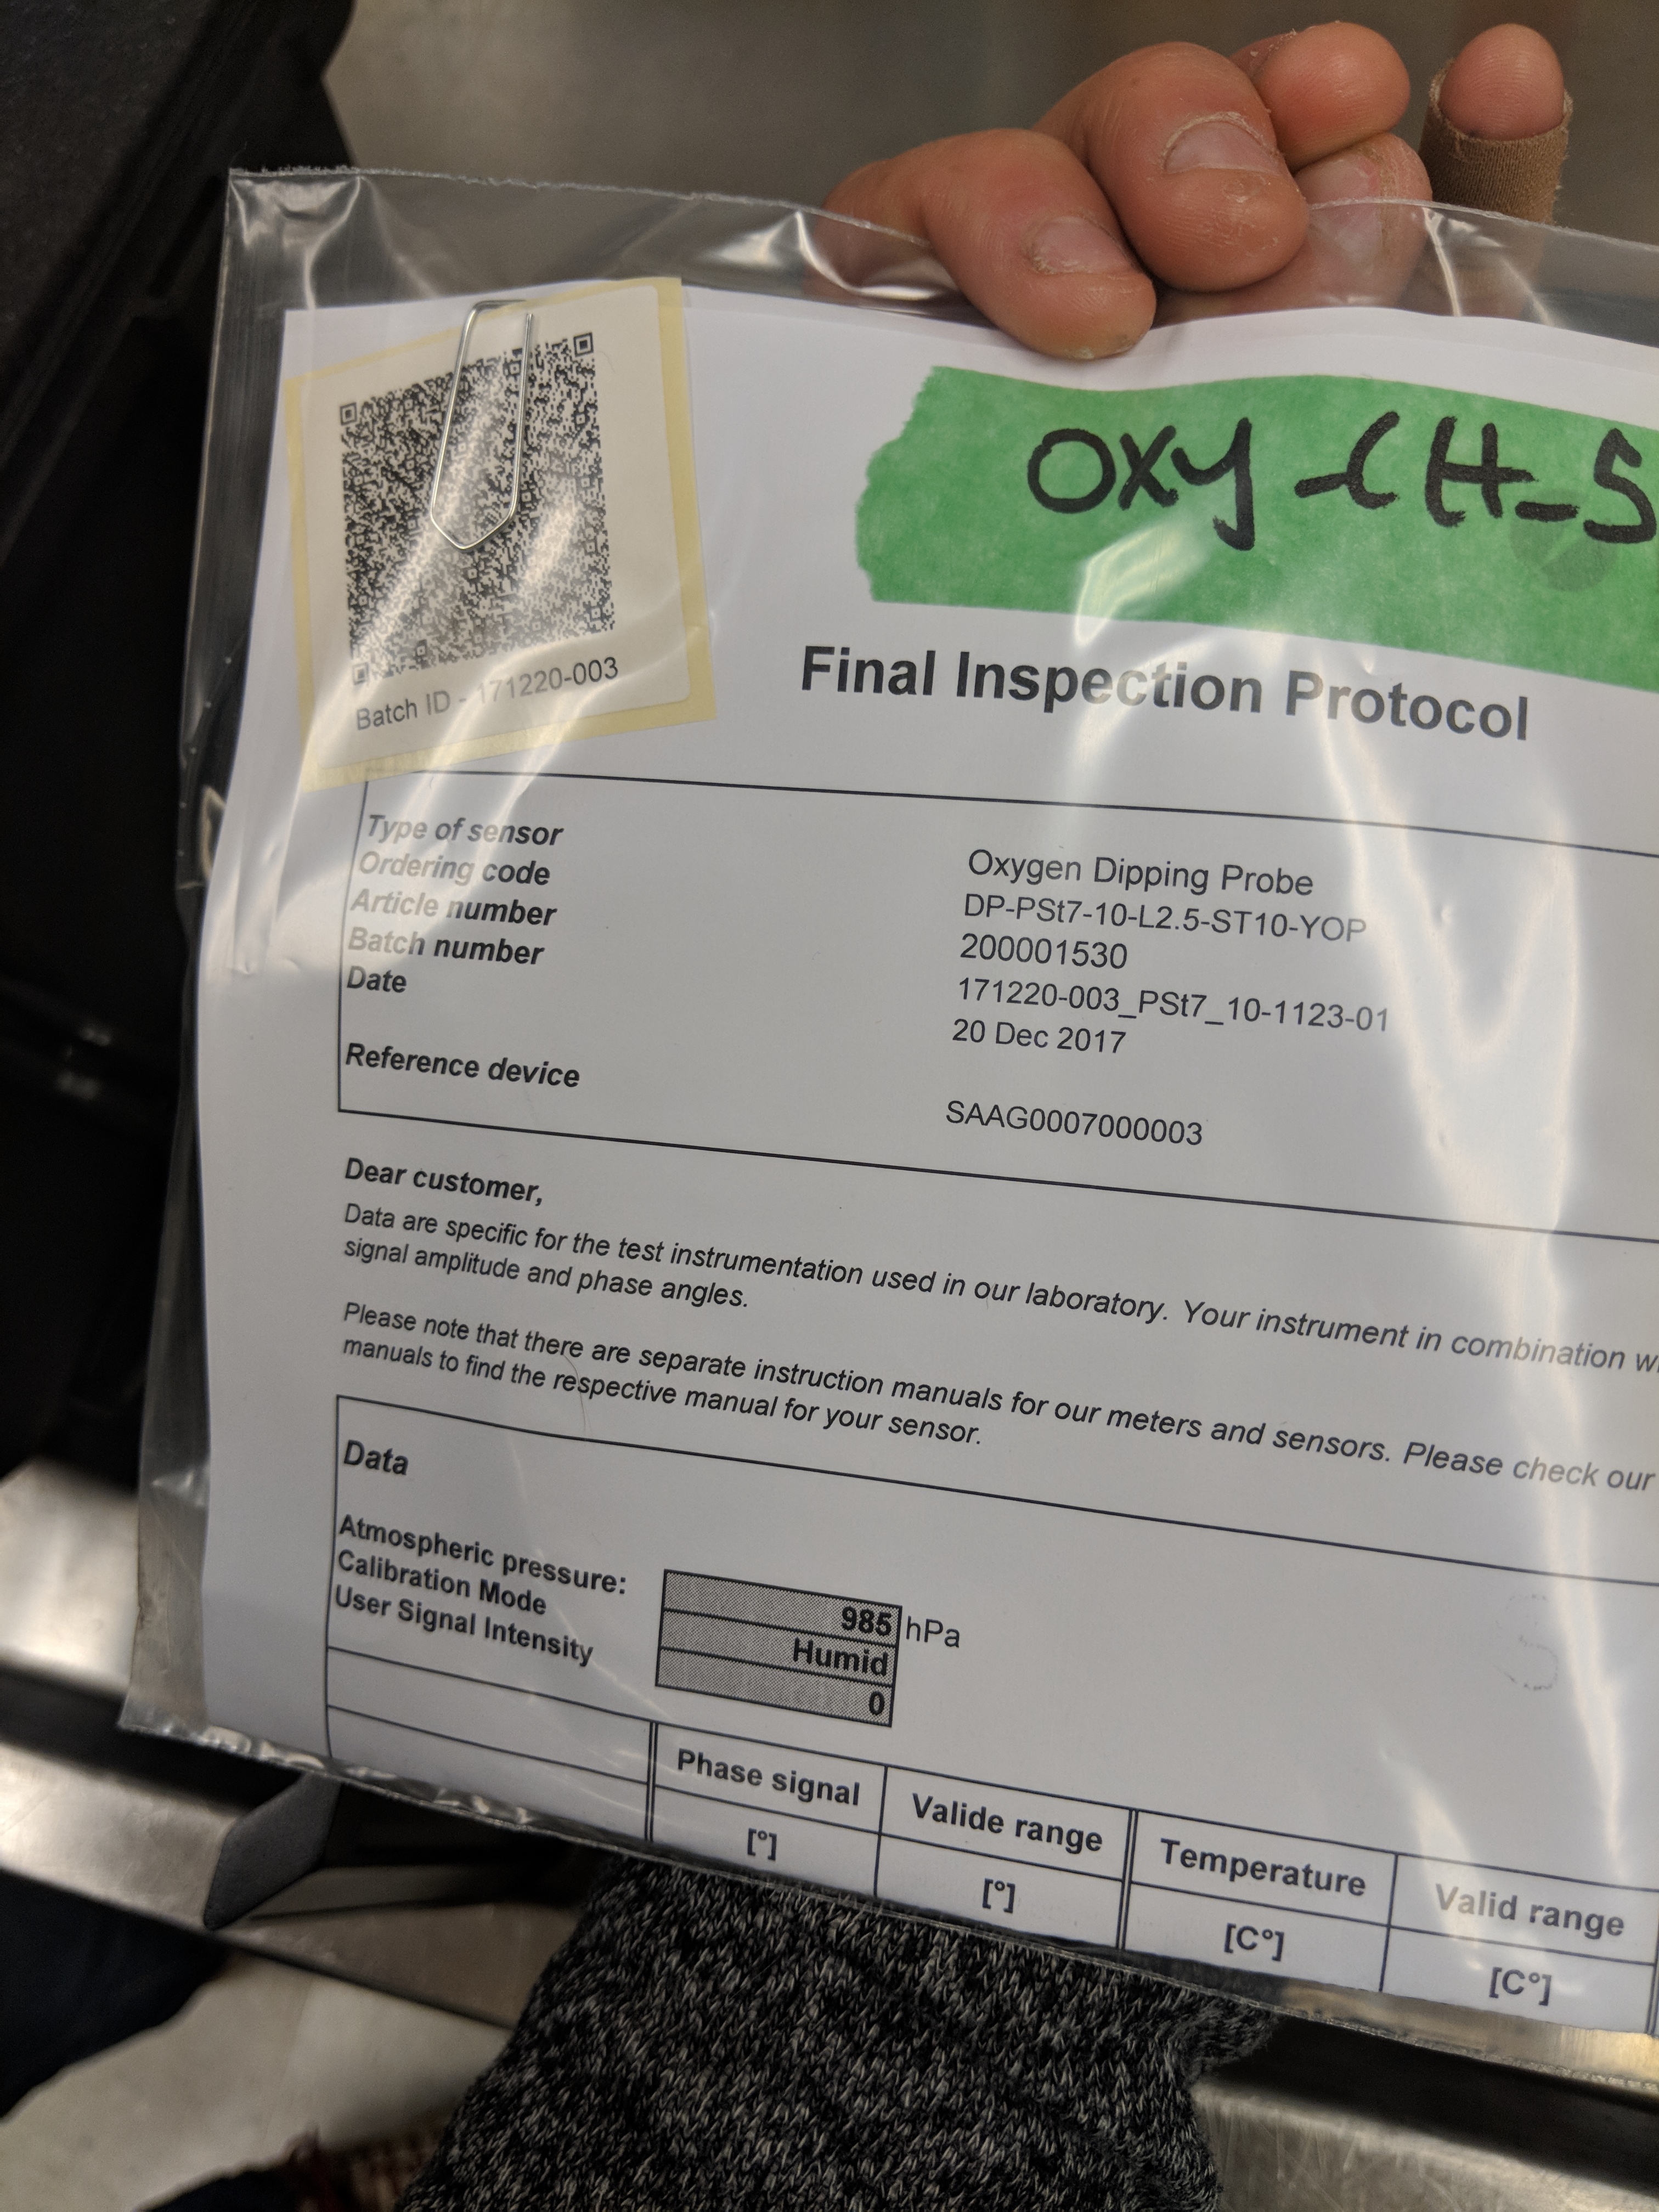 OXY-CH-5
Batch ID - 171220-003
Final Inspection Protocol
Type of sensor
Oxygen Dipping Probe
Ordering code
DP-PSt7-10-L2.5-ST10-YOP
Article number
200001530
Batch number
171220-003_PSt7_10-1123-01
Date
20 Dec 2017
Reference device
SAAG0007000003
Dear customer,
Data are specific for the test instrumentation used in our laboratory. Your instrument in combination
signal amplitude and phase angles.
Please note that there are separate instruction manuals for our meters and sensors. Please check our
manuals to find the respective manual for your sensor.
Data
Atmospheric pressure: 985 hPa
Calibration Mode Humid
User Signal Intensity 0
Phase signal Valide range Temperature Valid range
[°] [°] [C°] [C°]